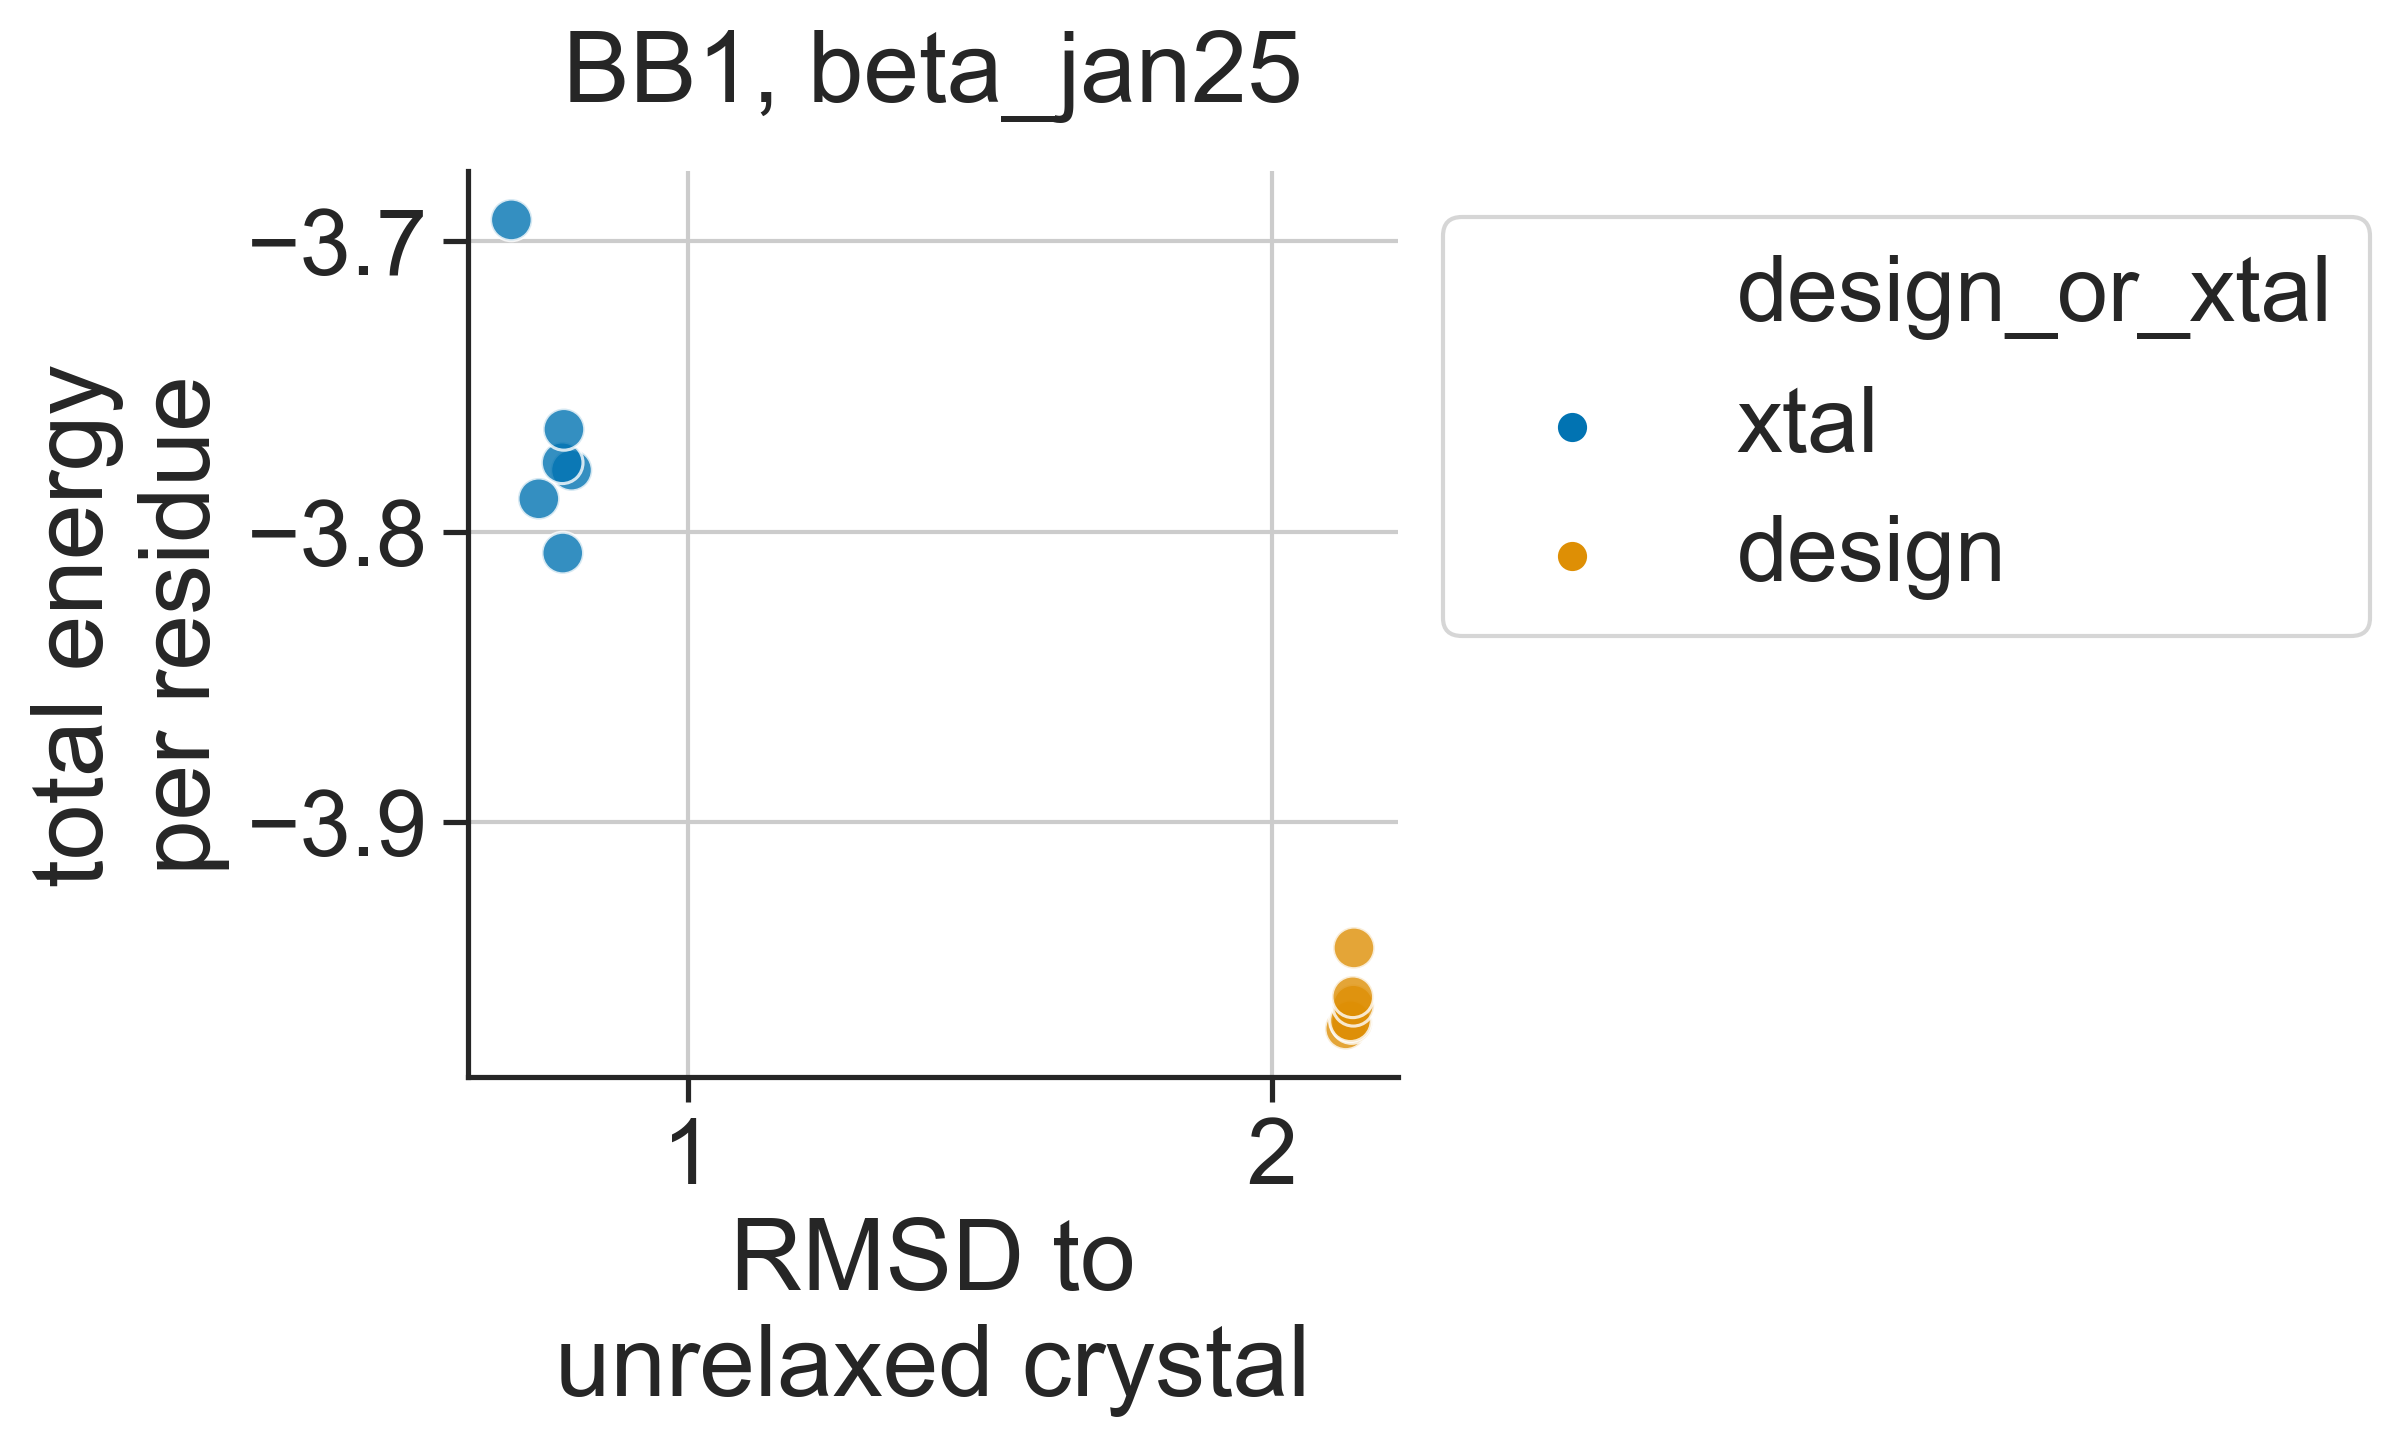 BB1, beta_jan25
total energy
per residue
−3.7
−3.8
−3.9
1
2
RMSD to
unrelaxed crystal
design_or_xtal
xtal
design